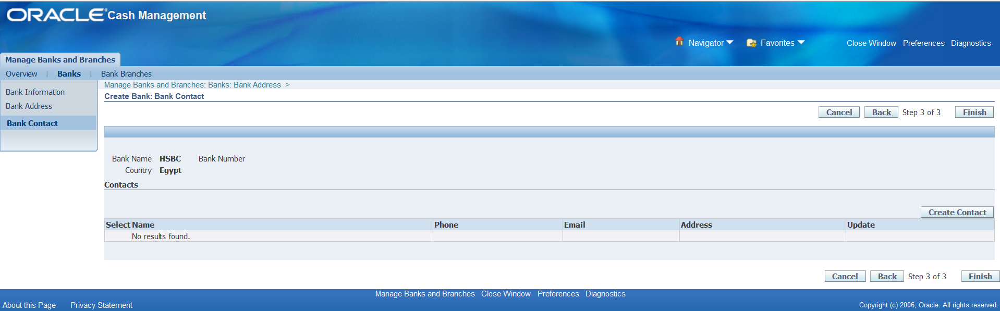 ORACLE® Cash Management
Navigator Favorites Close Window Preferences Diagnostics
Manage Banks and Branches
Overview | Banks | Bank Branches
Bank Information
Bank Address
Bank Contact
Manage Banks and Branches: Banks: Bank Address >
Create Bank: Bank Contact
Cancel Back Step 3 of 3 Finish
Bank Name HSBC Bank Number
Country Egypt
Contacts
Create Contact
Select Name Phone Email Address Update
No results found.
Cancel Back Step 3 of 3 Finish
Manage Banks and Branches Close Window Preferences Diagnostics
About this Page Privacy Statement Copyright (c) 2006, Oracle. All rights reserved.